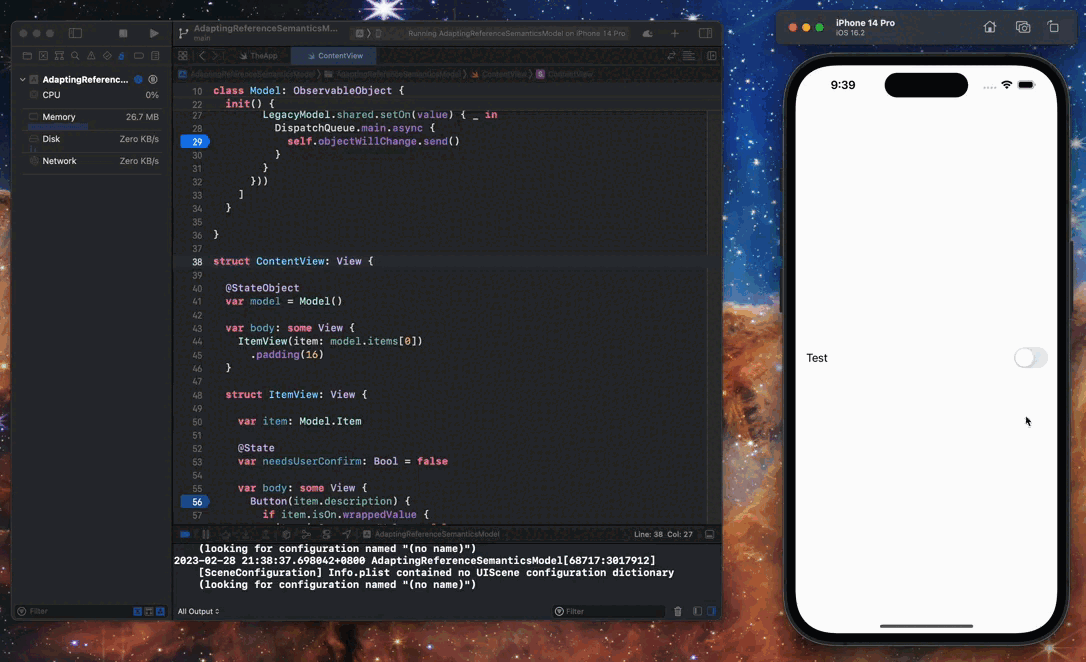 AdaptingReferenceSemanticsM...
main
Running AdaptingReferenceSemanticsModel on iPhone 14 Pro
TheApp
ContentView
AdaptingReferenc...
CPU 0%
Memory 26.7 MB
Disk Zero KB/s
Network Zero KB/s
10 class Model: ObservableObject {
22 init() {
27 LegacyModel.shared.setOn(value) { _ in
28 DispatchQueue.main.async {
29 self.objectWillChange.send()
30 }
31 }
32 }))
33 ]
34 }
35
36 }
37
38 struct ContentView: View {
39
40 @StateObject
41 var model = Model()
42
43 var body: some View {
44 ItemView(item: model.items[0])
45 .padding(16)
46 }
47
48 struct ItemView: View {
49
50 var item: Model.Item
51
52 @State
53 var needsUserConfirm: Bool = false
54
55 var body: some View {
56 Button(item.description) {
57 if item.isOn.wrappedValue {
AdaptingReferenceSemanticsModel
Line: 38 Col: 27
(looking for configuration named "(no name)")
2023-02-28 21:38:37.698042+0800 AdaptingReferenceSemanticsModel[68717:3017912]
[SceneConfiguration] Info.plist contained no UIScene configuration dictionary
(looking for configuration named "(no name)")
Filter
All Output
Filter
iPhone 14 Pro
iOS 16.2
9:39
Test